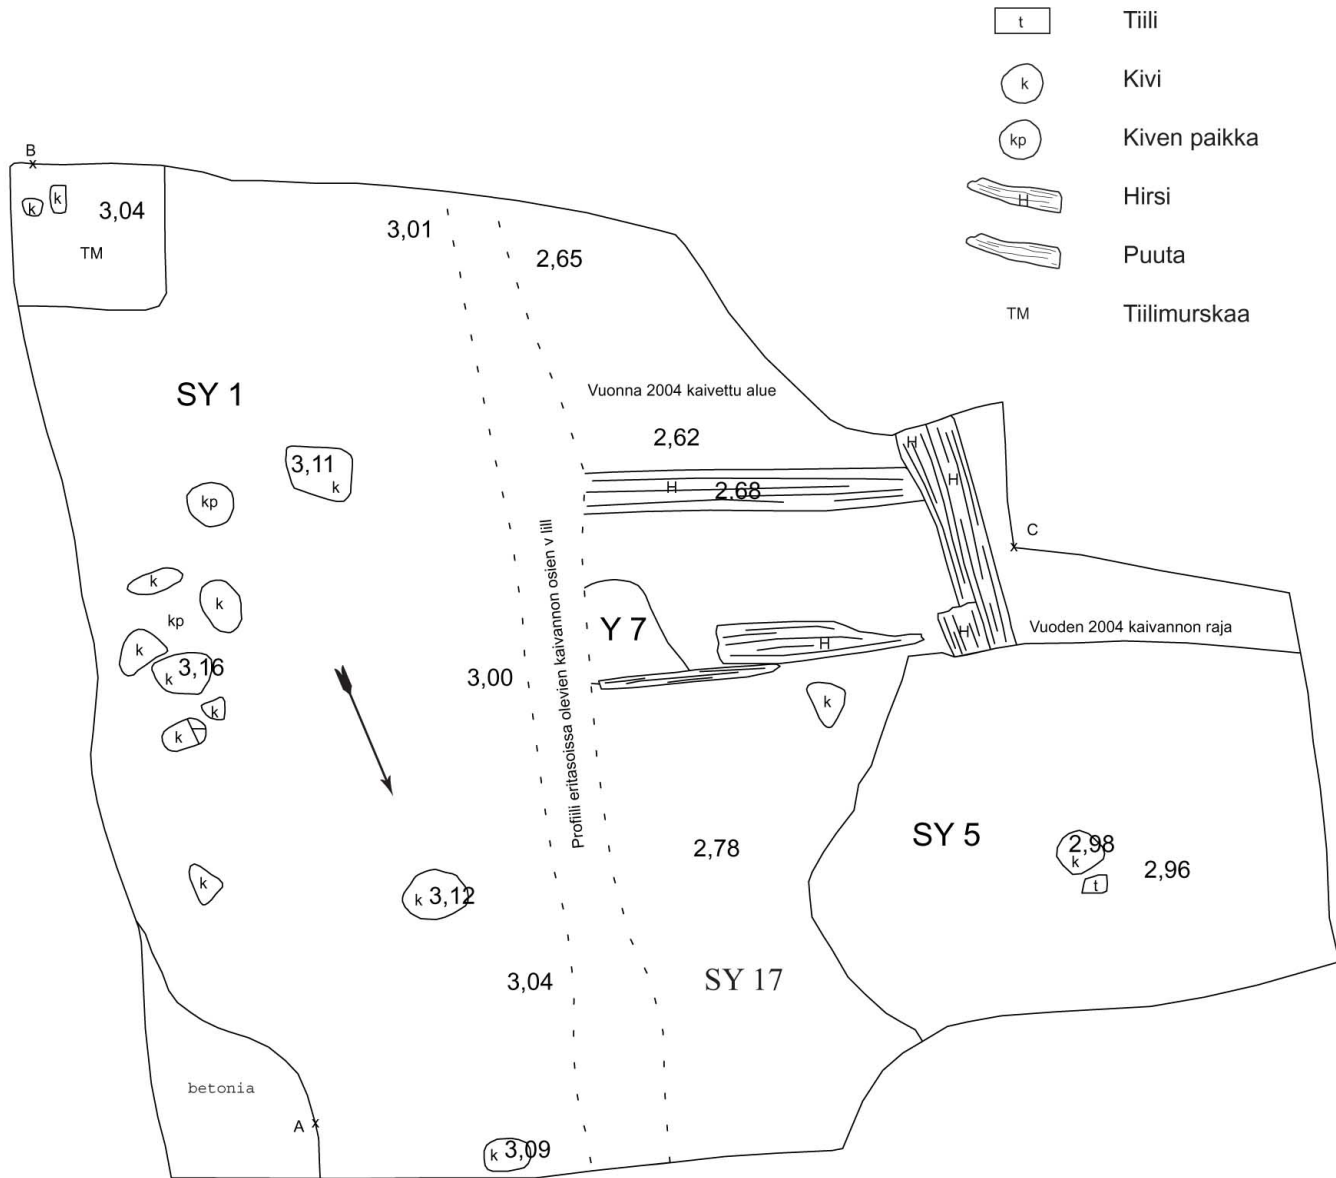 t Tiili
k Kivi
kp Kiven paikka
H Hirsi
Puuta
TM Tiilimurskaa
B
k k 3,04
TM
3,01
2,65
SY 1
Vuonna 2004 kaivettu alue
2,62
H
H
3,11
k
kp
H 2,68
C
k
k
kp
Y 7
H
H
Vuoden 2004 kaivannon raja
k
k 3,16
3,00
Profiili eritasoissa olevien kaivannon osien v lill
k
k
k
2,78
SY 5
2,98
k
2,96
t
k
k 3,12
3,04
SY 17
betonia
A
k 3,09